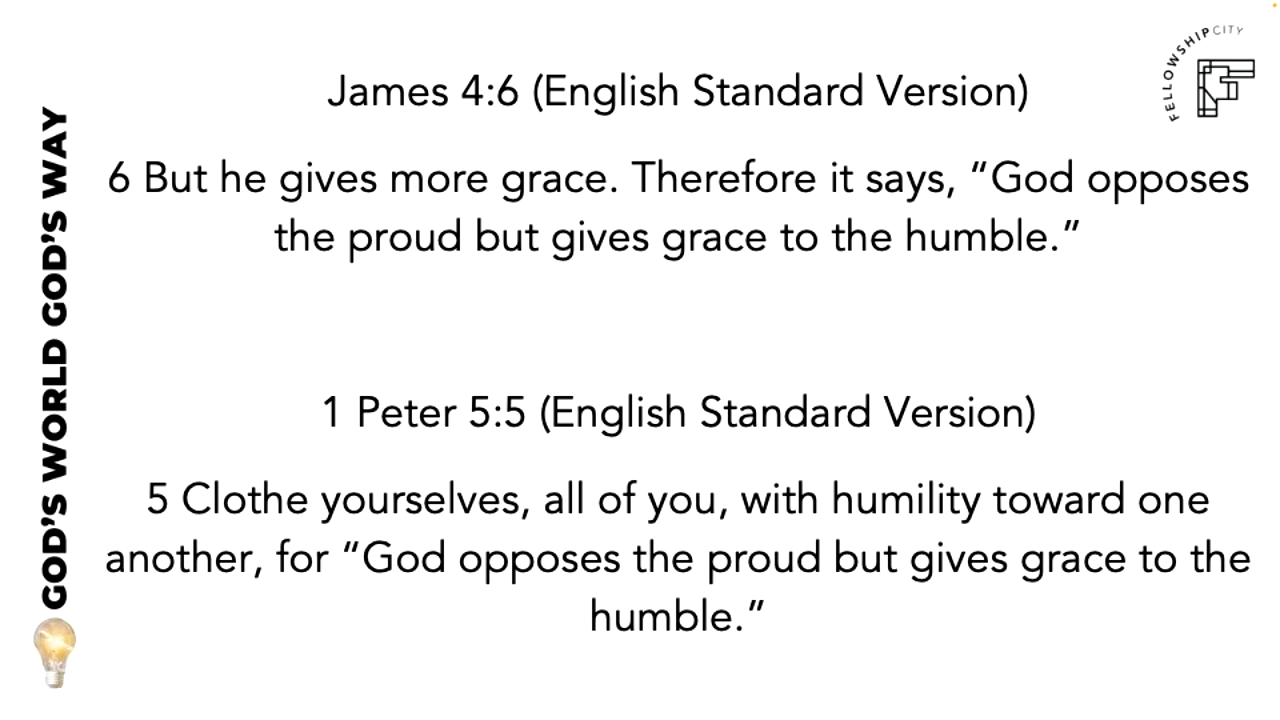 FELLOWSHIPCITY
James 4:6 (English Standard Version)
6 But he gives more grace. Therefore it says, “God opposes
the proud but gives grace to the humble.”
1 Peter 5:5 (English Standard Version)
5 Clothe yourselves, all of you, with humility toward one
another, for “God opposes the proud but gives grace to the
humble.”
GOD’S WORLD GOD’S WAY